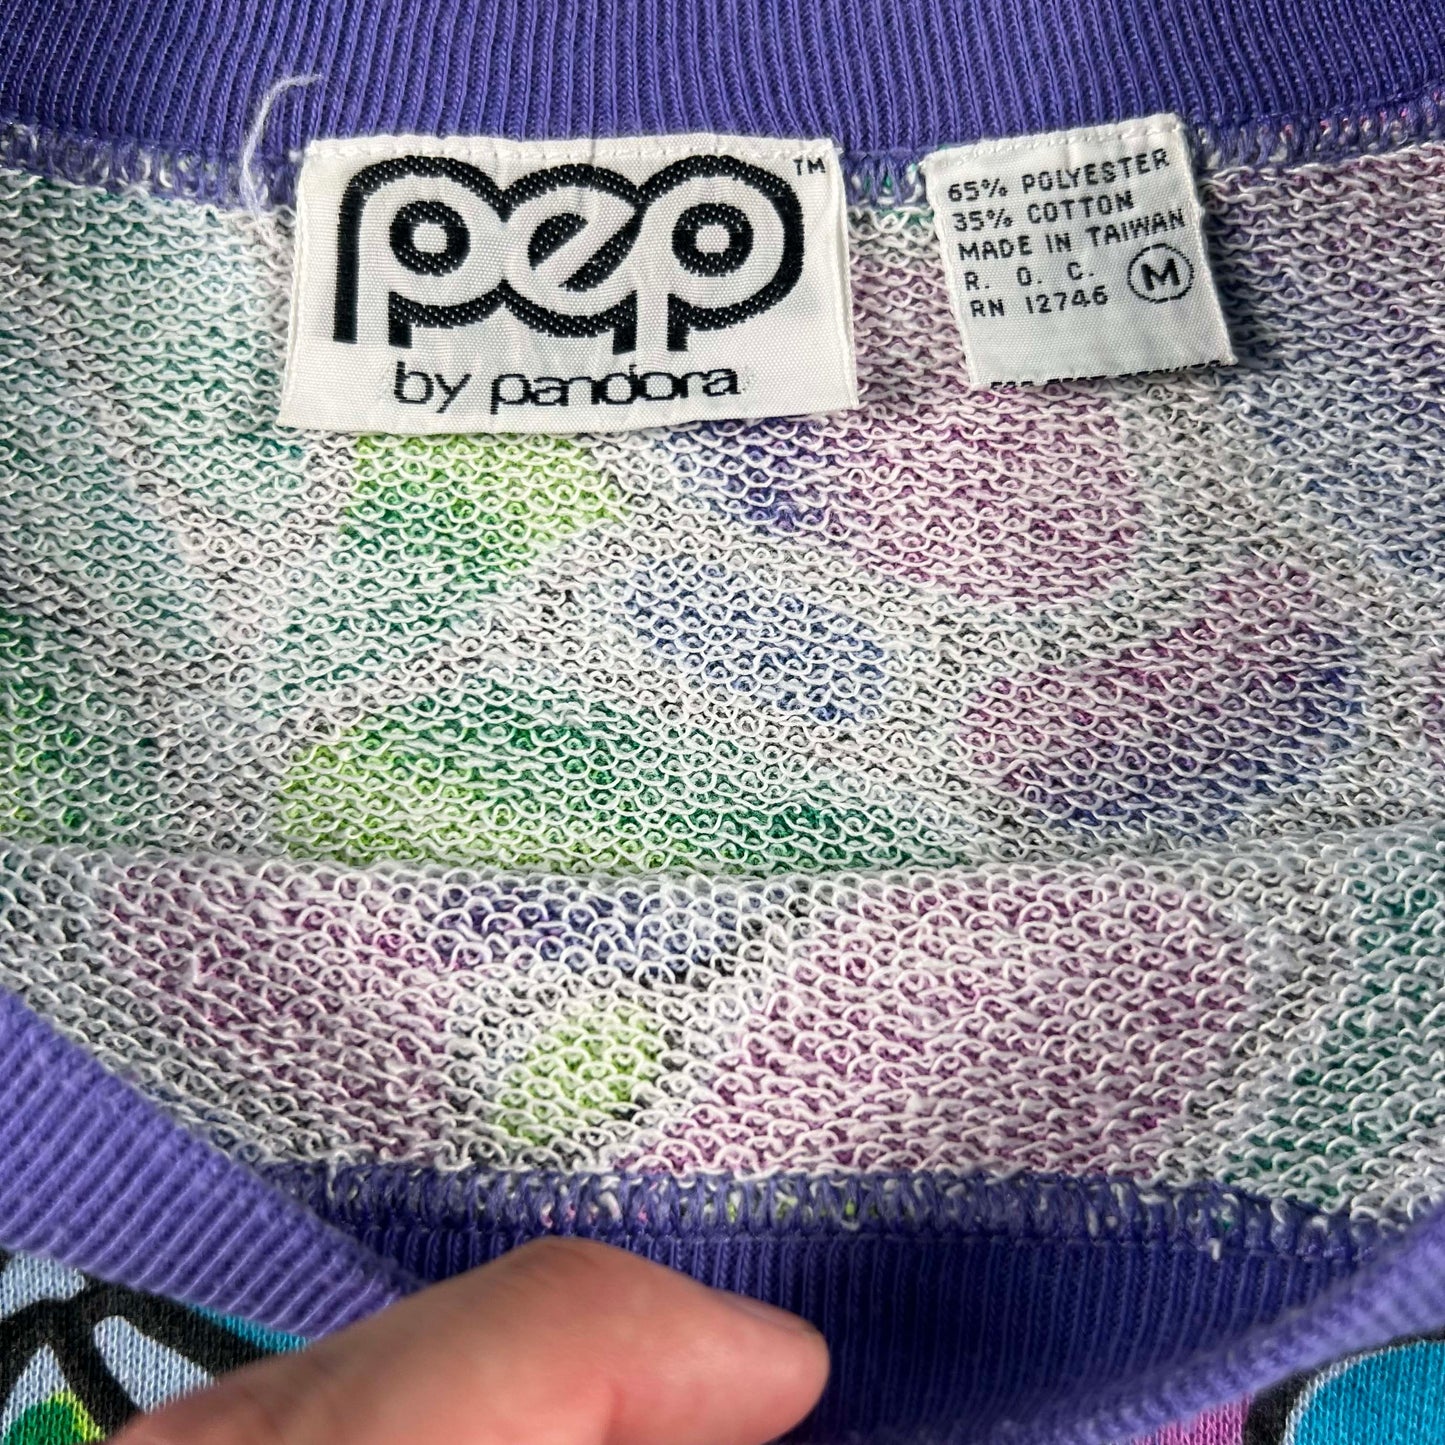 pep™
by pandora
65% POLYESTER
35% COTTON
MADE IN TAIWAN
R. O. C. M
RN 12746